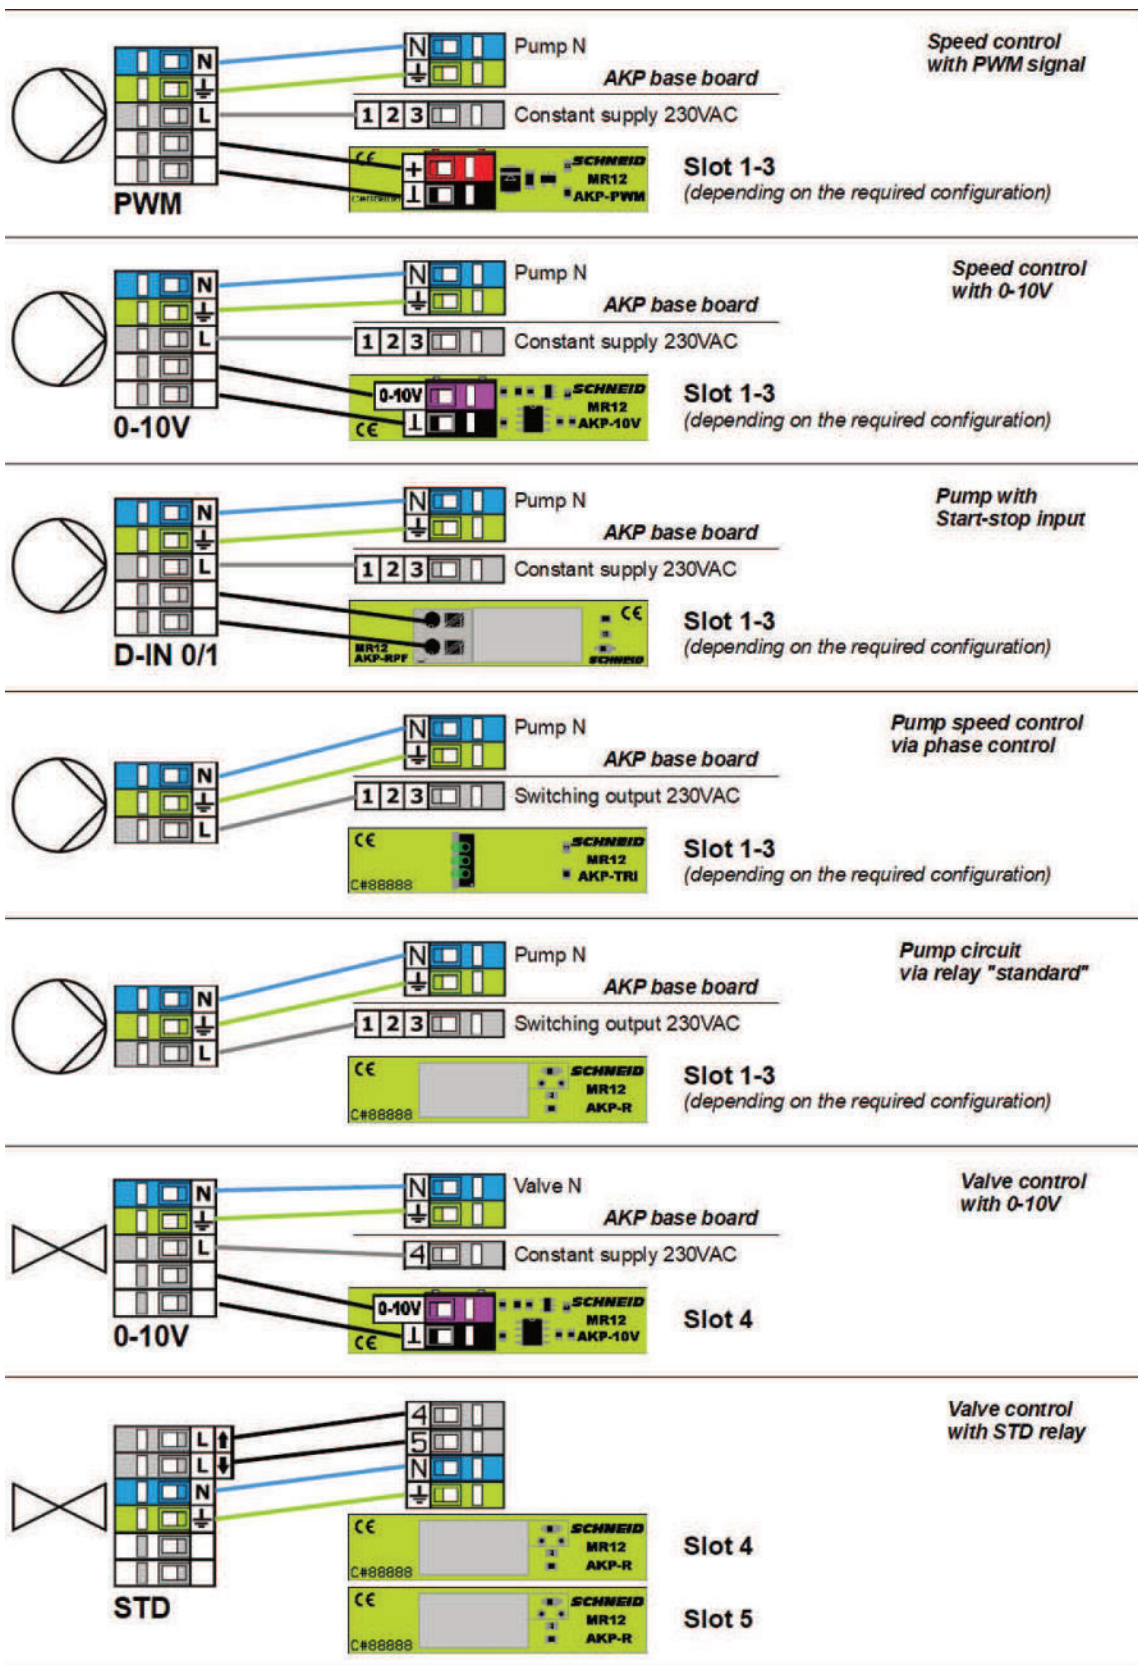 Speed control
with PWM signal
N
L
PWM
N
Pump N
AKP base board
1 2 3
Constant supply 230VAC
+
SCHNEID
MR12
AKP-PWM
Slot 1-3
(depending on the required configuration)
Speed control
with 0-10V
N
L
0-10V
N
Pump N
AKP base board
1 2 3
Constant supply 230VAC
0-10V
CE
SCHNEID
MR12
AKP-10V
Slot 1-3
(depending on the required configuration)
Pump with
Start-stop input
N
L
D-IN 0/1
N
Pump N
AKP base board
1 2 3
Constant supply 230VAC
MR12
AKP-RPF
CE
SCHNEID
Slot 1-3
(depending on the required configuration)
Pump speed control
via phase control
N
L
N
Pump N
AKP base board
1 2 3
Switching output 230VAC
CE
C#88888
SCHNEID
MR12
AKP-TRI
Slot 1-3
(depending on the required configuration)
Pump circuit
via relay "standard"
N
L
N
Pump N
AKP base board
1 2 3
Switching output 230VAC
CE
C#88888
SCHNEID
MR12
AKP-R
Slot 1-3
(depending on the required configuration)
Valve control
with 0-10V
N
L
0-10V
N
Valve N
AKP base board
4
Constant supply 230VAC
0-10V
CE
SCHNEID
MR12
AKP-10V
Slot 4
Valve control
with STD relay
L
L
N
STD
4
5
N
CE
C#88888
SCHNEID
MR12
AKP-R
Slot 4
CE
C#88888
SCHNEID
MR12
AKP-R
Slot 5